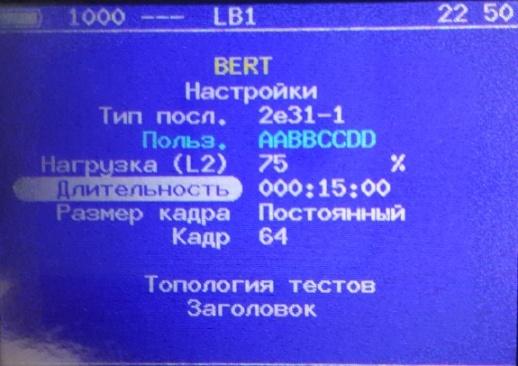 1000 --- LB1 22 50
BERT
Настройки
Тип посл. 2e31-1
Польз. AABBCCDD
Нагрузка (L2) 75 %
Длительность 000:15:00
Размер кадра Постоянный
Кадр 64
Топология тестов
Заголовок